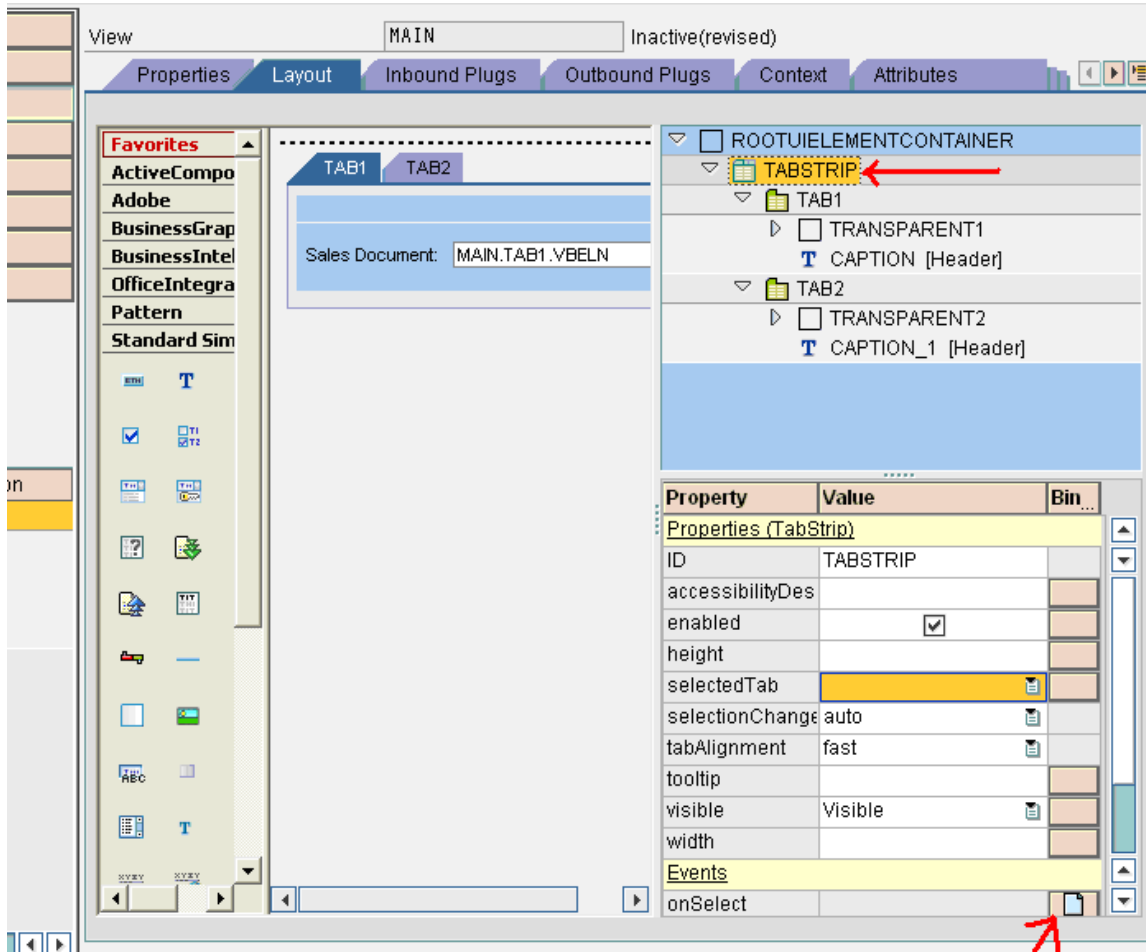 View MAIN Inactive(revised)
Properties Layout Inbound Plugs Outbound Plugs Context Attributes
Favorites
ActiveCompo
Adobe
BusinessGrap
BusinessIntel
OfficeIntegra
Pattern
Standard Sim
TAB1 TAB2
Sales Document: MAIN.TAB1.VBELN
ROOTUIELEMENTCONTAINER
TABSTRIP
TAB1
TRANSPARENT1
T CAPTION [Header]
TAB2
TRANSPARENT2
T CAPTION_1 [Header]
on
Property Value Bin...
Properties (TabStrip)
ID TABSTRIP
accessibilityDes
enabled
height
selectedTab
selectionChange auto
tabAlignment fast
tooltip
visible Visible
width
Events
onSelect